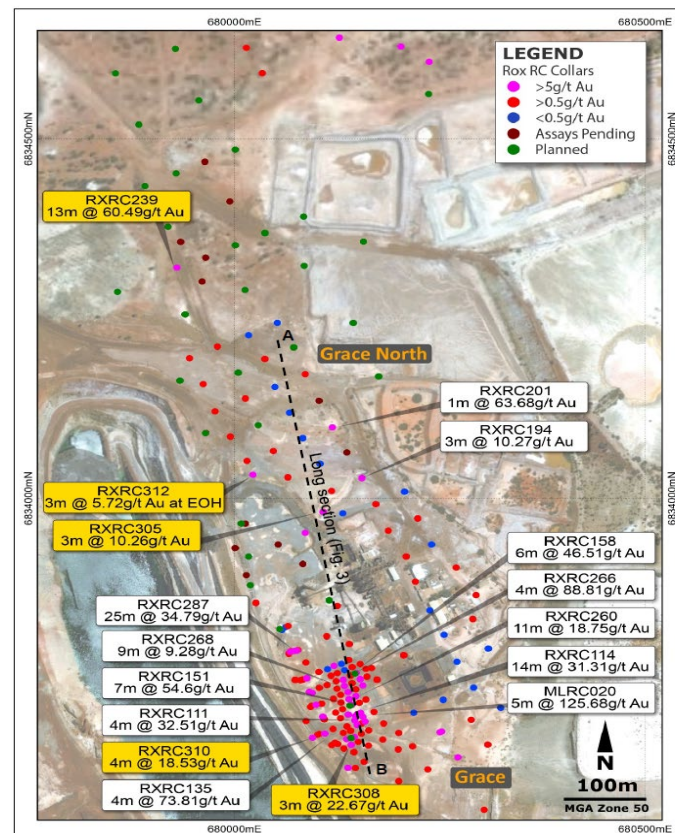 680000mE
680500mE
LEGEND
Rox RC Collars
>5g/t Au
>0.5g/t Au
<0.5g/t Au
Assays Pending
Planned
6834500mN
6834500mN
RXRC239
13m @ 60.49g/t Au
A
Grace North
RXRC201
1m @ 63.68g/t Au
RXRC194
3m @ 10.27g/t Au
Long section (Fig. 3)
RXRC312
3m @ 5.72g/t Au at EOH
6834000mN
6834000mN
RXRC305
3m @ 10.26g/t Au
RXRC158
6m @ 46.51g/t Au
RXRC266
4m @ 88.81g/t Au
RXRC287
25m @ 34.79g/t Au
RXRC260
11m @ 18.75g/t Au
RXRC268
9m @ 9.28g/t Au
RXRC114
14m @ 31.31g/t Au
RXRC151
7m @ 54.6g/t Au
MLRC020
5m @ 125.68g/t Au
RXRC111
4m @ 32.51g/t Au
RXRC310
4m @ 18.53g/t Au
RXRC135
4m @ 73.81g/t Au
RXRC308
3m @ 22.67g/t Au
B
Grace
N
100m
MGA Zone 50
680000mE
680500mE